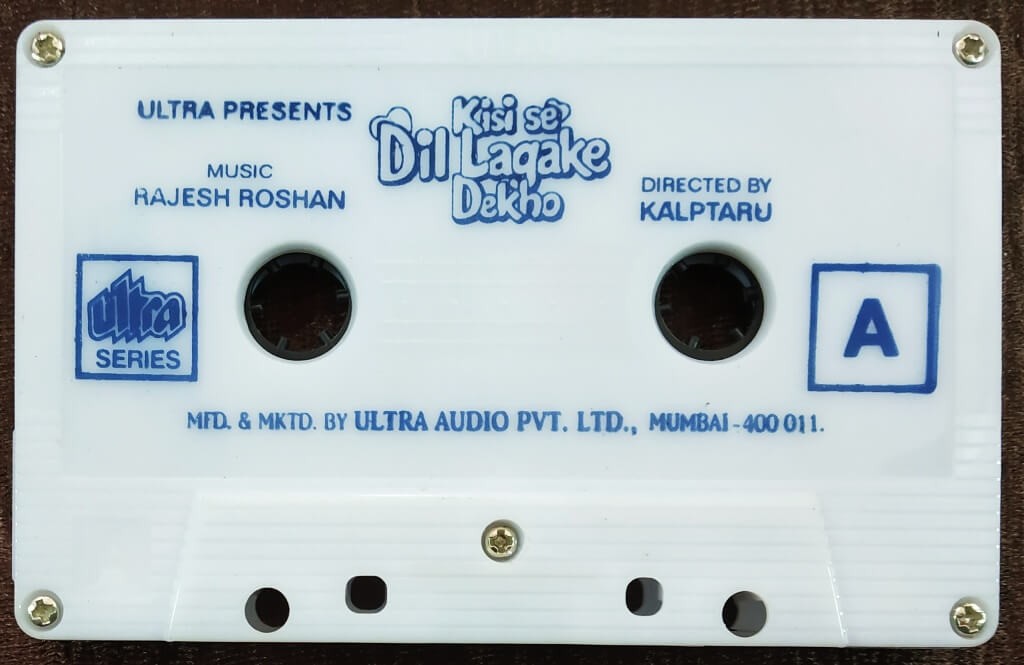 ULTRA PRESENTS
Kisi se
Dil Lagake
Dekho
MUSIC
RAJESH ROSHAN
DIRECTED BY
KALPTARU
ultra
SERIES
A
MFD. & MKTD. BY ULTRA AUDIO PVT. LTD., MUMBAI-400 011.